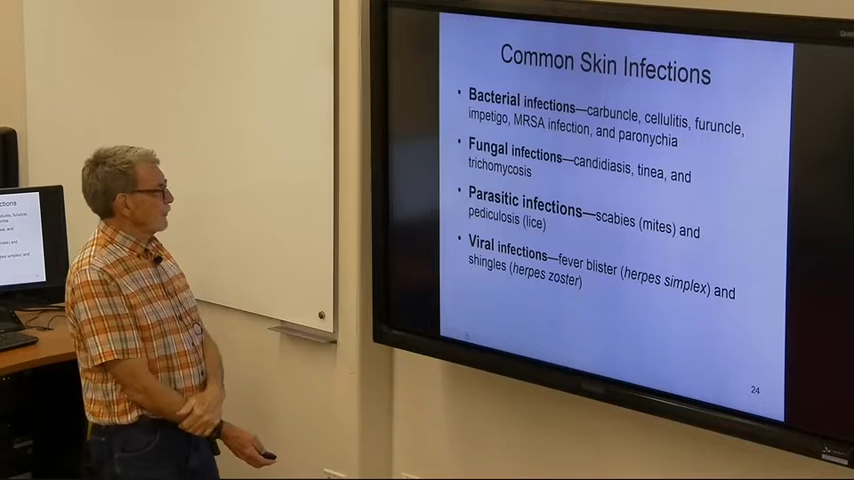 Common Skin Infections
• Bacterial infections—carbuncle, cellulitis, furuncle,
impetigo, MRSA infection, and paronychia
• Fungal infections—candidiasis, tinea, and
trichomycosis
• Parasitic infections—scabies (mites) and
pediculosis (lice)
• Viral infections—fever blister (herpes simplex) and
shingles (herpes zoster)
24